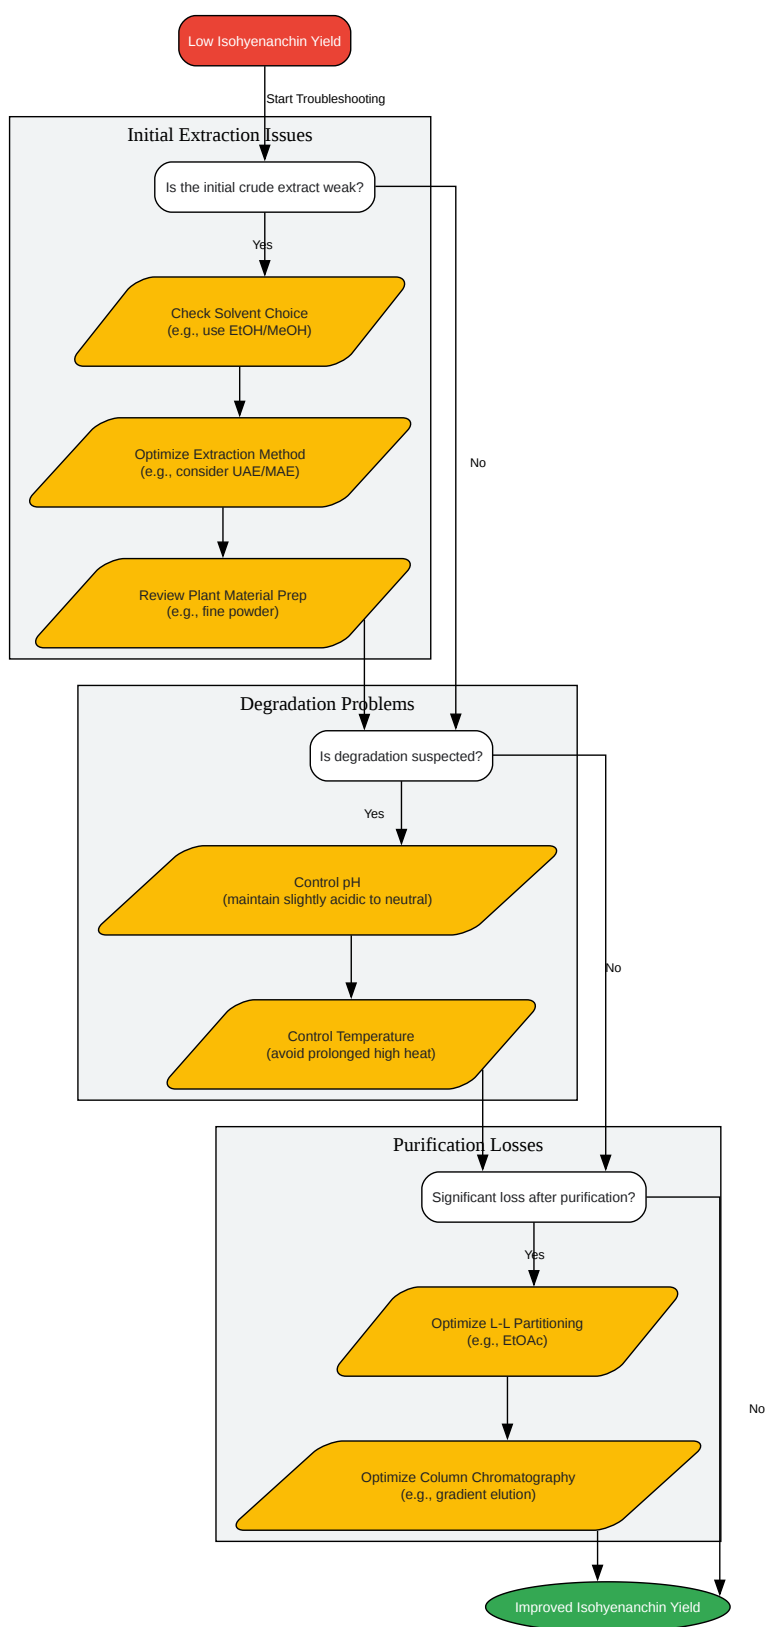 Low Isohyenanchin Yield
Start Troubleshooting
Initial Extraction Issues
Is the initial crude extract weak?
Yes
Check Solvent Choice
(e.g., use EtOH/MeOH)
Optimize Extraction Method
(e.g., consider UAE/MAE)
No
Review Plant Material Prep
(e.g., fine powder)
Degradation Problems
Is degradation suspected?
Yes
Control pH
(maintain slightly acidic to neutral)
No
Control Temperature
(avoid prolonged high heat)
Purification Losses
Significant loss after purification?
Yes
Optimize L-L Partitioning
(e.g., EtOAc)
No
Optimize Column Chromatography
(e.g., gradient elution)
Improved Isohyenanchin Yield